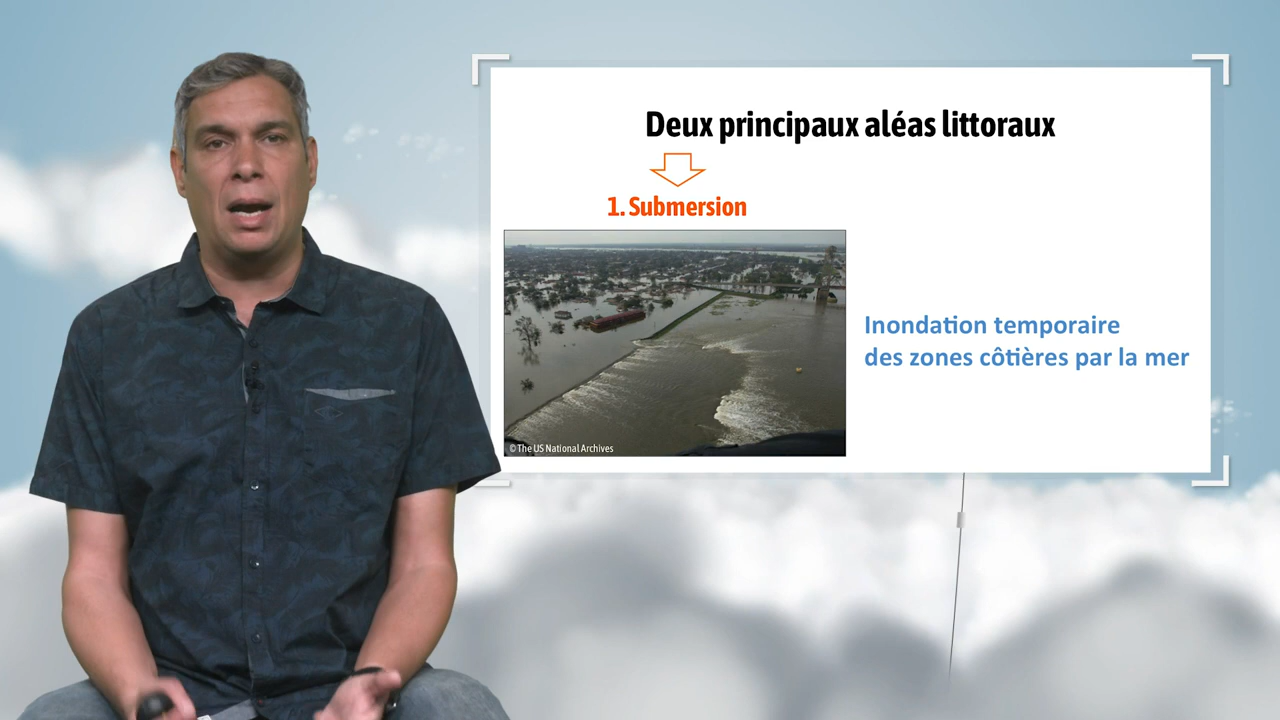 Deux principaux aléas littoraux
1. Submersion
Inondation temporaire
des zones côtières par la mer
©The US National Archives